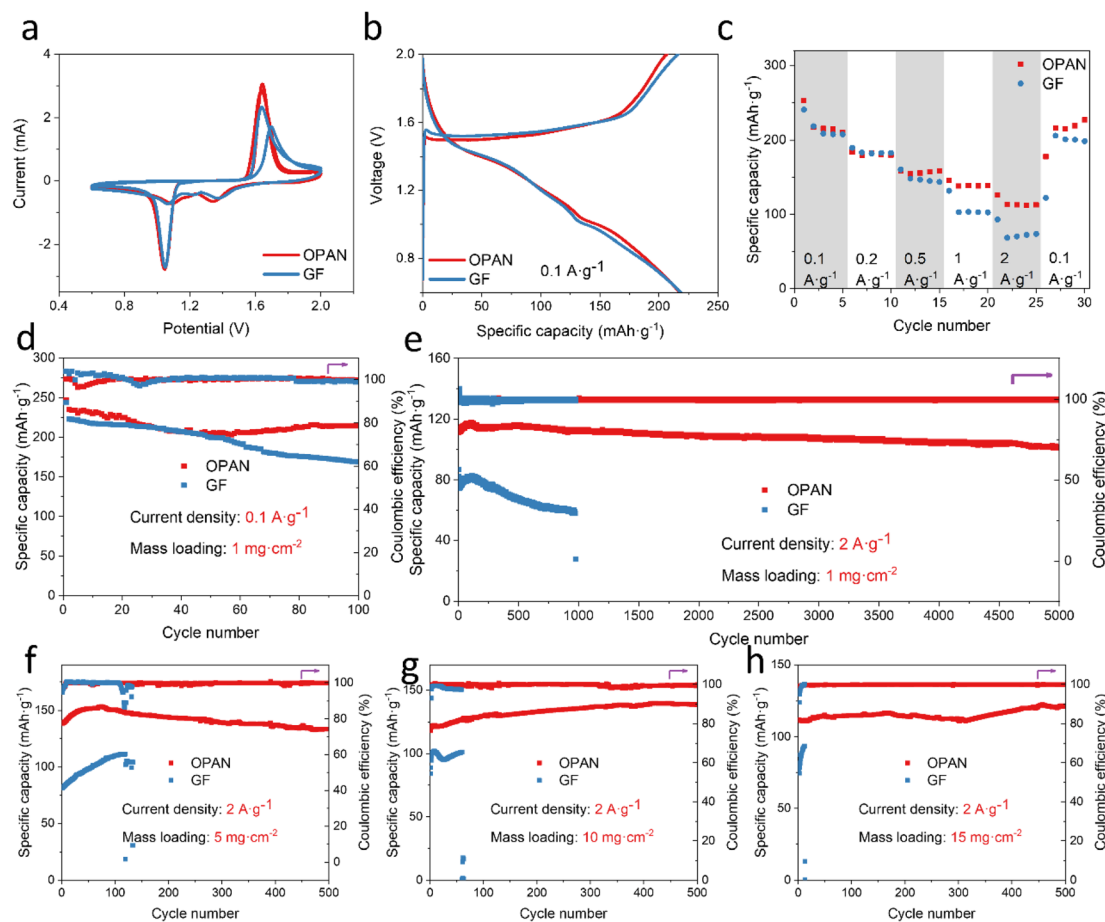 a
4
2
0
-2
0.4
0.8
1.2
1.6
2.0
Current (mA)
Potential (V)
OPAN
GF
b
2.0
1.6
1.2
0.8
0
50
100
150
200
250
Voltage (V)
Specific capacity (mAh·g⁻¹)
OPAN
GF
0.1 A·g⁻¹
c
300
200
100
0
0
5
10
15
20
25
30
Specific capacity (mAh·g⁻¹)
Cycle number
OPAN
GF
0.1 A·g⁻¹
0.2 A·g⁻¹
0.5 A·g⁻¹
1 A·g⁻¹
2 A·g⁻¹
0.1 A·g⁻¹
d
300
250
200
150
100
50
0
0
20
40
60
80
100
100
80
60
40
20
0
Specific capacity (mAh·g⁻¹)
Coulombic efficiency (%)
Cycle number
OPAN
GF
Current density: 0.1 A·g⁻¹
Mass loading: 1 mg·cm⁻²
e
160
120
80
40
0
0
500
1000
1500
2000
2500
3000
3500
4000
4500
5000
100
50
0
Specific capacity (mAh·g⁻¹)
Coulombic efficiency (%)
Cycle number
OPAN
GF
Current density: 2 A·g⁻¹
Mass loading: 1 mg·cm⁻²
f
150
100
50
0
0
100
200
300
400
500
100
80
60
40
20
0
Specific capacity (mAh·g⁻¹)
Coulombic efficiency (%)
Cycle number
OPAN
GF
Current density: 2 A·g⁻¹
Mass loading: 5 mg·cm⁻²
g
150
100
50
0
0
100
200
300
400
500
100
80
60
40
20
0
Specific capacity (mAh·g⁻¹)
Coulombic efficiency (%)
Cycle number
OPAN
GF
Current density: 2 A·g⁻¹
Mass loading: 10 mg·cm⁻²
h
150
100
50
0
0
100
200
300
400
500
100
80
60
40
20
0
Specific capacity (mAh·g⁻¹)
Coulombic efficiency (%)
Cycle number
OPAN
GF
Current density: 2 A·g⁻¹
Mass loading: 15 mg·cm⁻²